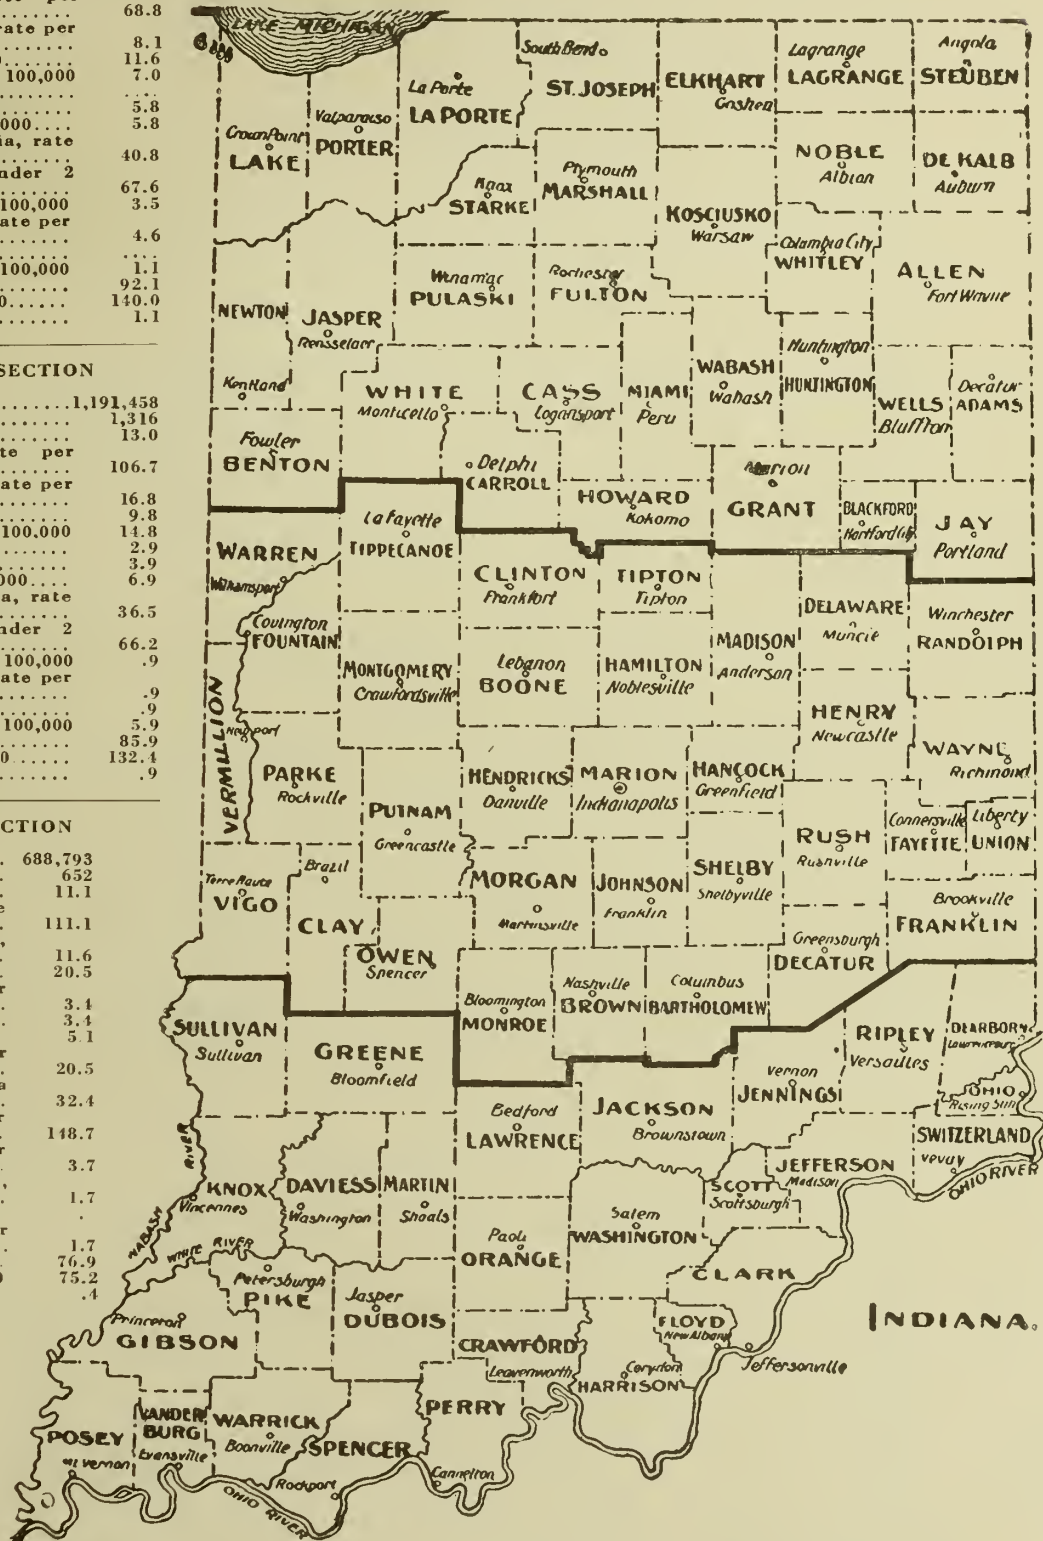 68.8
rate per
8.1
11.6
100,000
7.0
5.8
000....
5.8
ia, rate
40.8
nder 2
67.6
100,000
3.5
rate per
4.6
100,000
1.1
92.1
0......
140.0
1.1
SECTION
1,191,458
1,316
13.0
te per
106.7
rate per
16.8
9.8
100.000
14.8
2.9
3.9
000....
6.9
a, rate
36.5
nder 2
66.2
100,000
.9
rate per
.9
.9
100,000
5.9
85.9
0......
132.4
.9
CTION
688,793
652
11.1
111.1
11.6
20.5
3.4
3.4
5.1
20.5
32.4
148.7
3.7
1.7
1.7
76.9
75.2
.4
LAKE MICHIGAN
South Bend
ST. JOSEPH
ELKHART
Goshen
Lagrange
LAGRANGE
Angola
STEUBEN
La Porte
LA PORTE
Crown Point
LAKE
Valparaiso
PORTER
Knox
STARKE
Plymouth
MARSHALL
KOSCIUSKO
Warsaw
NOBLE
Albion
DE KALB
Auburn
Columbia City
WHITLEY
ALLEN
Fort Wayne
NEWTON
Kentland
JASPER
Rensselaer
Winamac
PULASKI
Rochester
FULTON
WHITE
Monticello
CASS
Logansport
MIAMI
Peru
WABASH
Wabash
Huntington
HUNTINGTON
WELLS
Bluffton
Decatur
ADAMS
Fowler
BENTON
Delphi
CARROLL
HOWARD
Kokomo
Marion
GRANT
BLACKFORD
Hartford City
JAY
Portland
WARREN
Williamsport
La Fayette
TIPPECANOE
CLINTON
Frankfort
TIPTON
Tipton
DELAWARE
Muncie
Winchester
RANDOLPH
Covington
FOUNTAIN
MONTGOMERY
Crawfordsville
Lebanon
BOONE
HAMILTON
Noblesville
MADISON
Anderson
HENRY
Newcastle
WAYNE
Richmond
VERMILLION
Newport
PARKE
Rockville
PUTNAM
Greencastle
HENDRICKS
Danville
MARION
Indianapolis
HANCOCK
Greenfield
RUSH
Rushville
Connersville
FAYETTE
Liberty
UNION
Terre Haute
VIGO
Brazil
CLAY
OWEN
Spencer
MORGAN
Martinsville
JOHNSON
Franklin
SHELBY
Shelbyville
Greensburgh
DECATUR
Brookville
FRANKLIN
SULLIVAN
Sullivan
GREENE
Bloomfield
Bloomington
MONROE
Nashville
BROWN
Columbus
BARTHOLOMEW
Vernon
JENNINGS
RIPLEY
Versailles
DEARBORN
Lawrenceburg
OHIO
Rising Sun
Bedford
LAWRENCE
JACKSON
Brownstown
JEFFERSON
Madison
SWITZERLAND
Vevay
OHIO RIVER
WABASH
RIVER
KNOX
Vincennes
DAVIESS
Washington
MARTIN
Shoals
SCOTT
Scottsburgh
Salem
WASHINGTON
Paoli
ORANGE
WHITE RIVER
Petersburgh
PIKE
Jasper
DUBOIS
CLARK
Princeton
GIBSON
CRAWFORD
Leavenworth
FLOYD
New Albany
Jeffersonville
Corydon
HARRISON
INDIANA.
POSEY
Mt Vernon
VANDER
BURG
Evansville
WARRICK
Boonville
SPENCER
Rockport
PERRY
Cannelton
OHIO RIVER